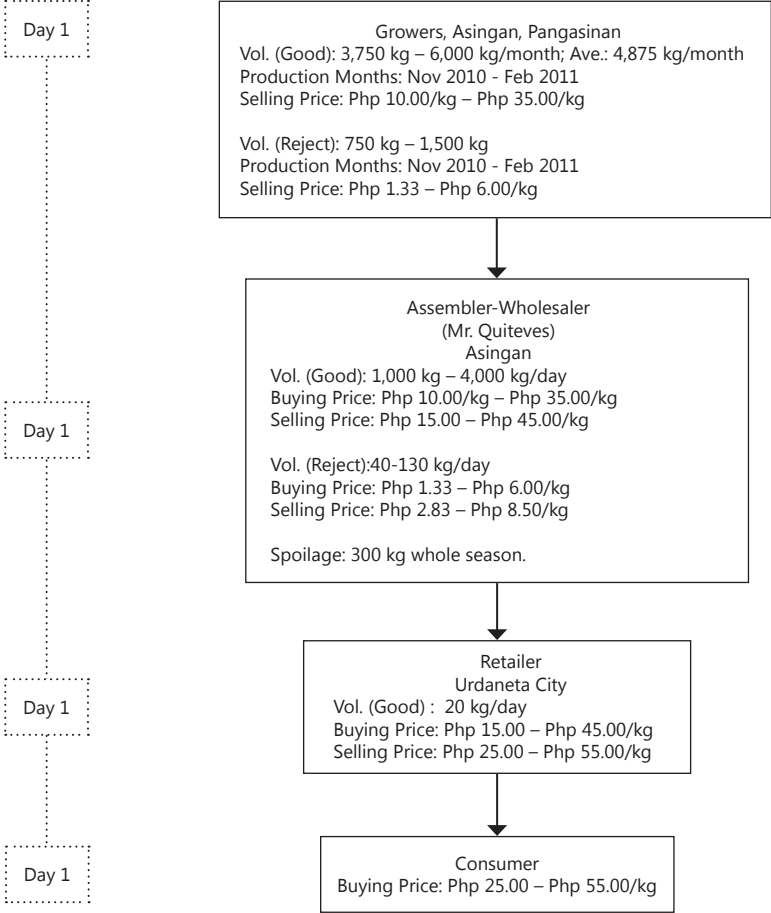 Day 1
Growers, Asingan, Pangasinan
Vol. (Good): 3,750 kg – 6,000 kg/month; Ave.: 4,875 kg/month
Production Months: Nov 2010 - Feb 2011
Selling Price: Php 10.00/kg – Php 35.00/kg
Vol. (Reject): 750 kg – 1,500 kg
Production Months: Nov 2010 - Feb 2011
Selling Price: Php 1.33 – Php 6.00/kg
Day 1
Assembler-Wholesaler
(Mr. Quiteves)
Asingan
Vol. (Good): 1,000 kg – 4,000 kg/day
Buying Price: Php 10.00/kg – Php 35.00/kg
Selling Price: Php 15.00 – Php 45.00/kg
Vol. (Reject):40-130 kg/day
Buying Price: Php 1.33 – Php 6.00/kg
Selling Price: Php 2.83 – Php 8.50/kg
Spoilage: 300 kg whole season.
Day 1
Retailer
Urdaneta City
Vol. (Good) : 20 kg/day
Buying Price: Php 15.00 – Php 45.00/kg
Selling Price: Php 25.00 – Php 55.00/kg
Day 1
Consumer
Buying Price: Php 25.00 – Php 55.00/kg